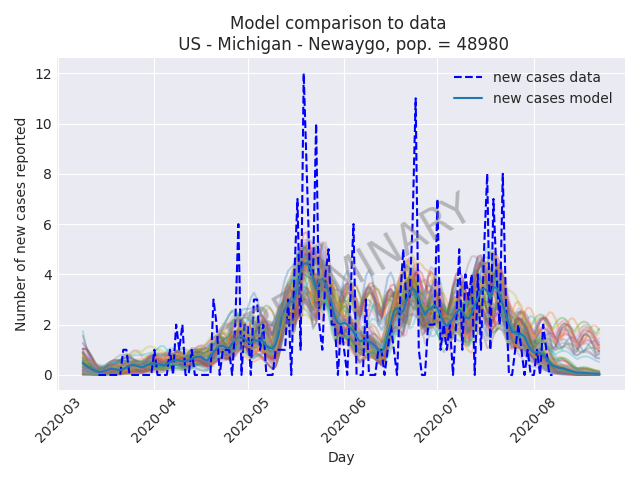 Model comparison to data
US - Michigan - Newaygo, pop. = 48980
12
10
8
6
4
2
0
Number of new cases reported
new cases data
new cases model
PRELIMINARY
2020-03
2020-04
2020-05
2020-06
2020-07
2020-08
Day